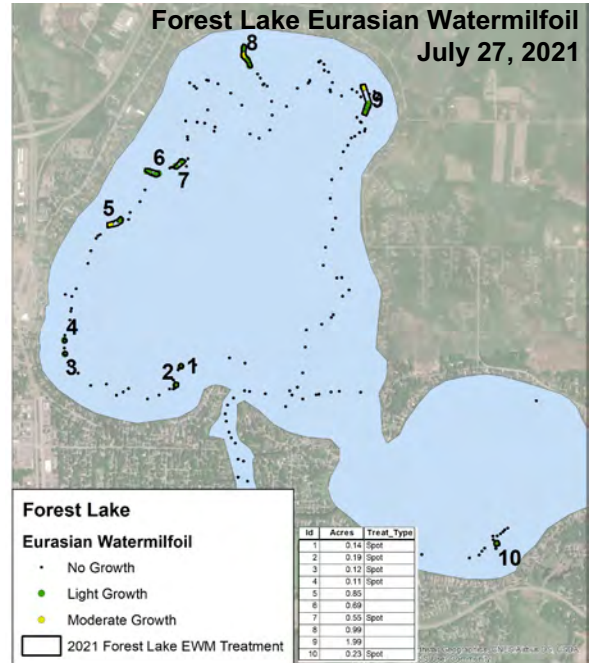 Forest Lake Eurasian Watermilfoil
July 27, 2021
8
9
6
7
5
4
3
2
1
10
Forest Lake
Eurasian Watermilfoil
No Growth
Light Growth
Moderate Growth
2021 Forest Lake EWM Treatment
Id Acres Treat_Type
1 0.14 Spot
2 0.19 Spot
3 0.12 Spot
4 0.11 Spot
5 0.85
6 0.69
7 0.55 Spot
8 0.99
9 1.99
10 0.23 Spot